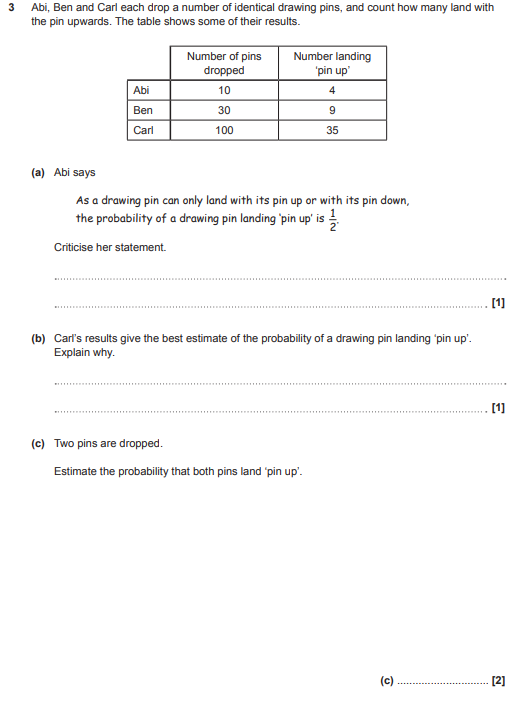 3 Abi, Ben and Carl each drop a number of identical drawing pins, and count how many land with
the pin upwards. The table shows some of their results.
Number of pins dropped Number landing 'pin up'
Abi 10 4
Ben 30 9
Carl 100 35
(a) Abi says
As a drawing pin can only land with its pin up or with its pin down,
the probability of a drawing pin landing 'pin up' is 1/2.
Criticise her statement.
[1]
(b) Carl's results give the best estimate of the probability of a drawing pin landing 'pin up'.
Explain why.
[1]
(c) Two pins are dropped.
Estimate the probability that both pins land 'pin up'.
(c) [2]